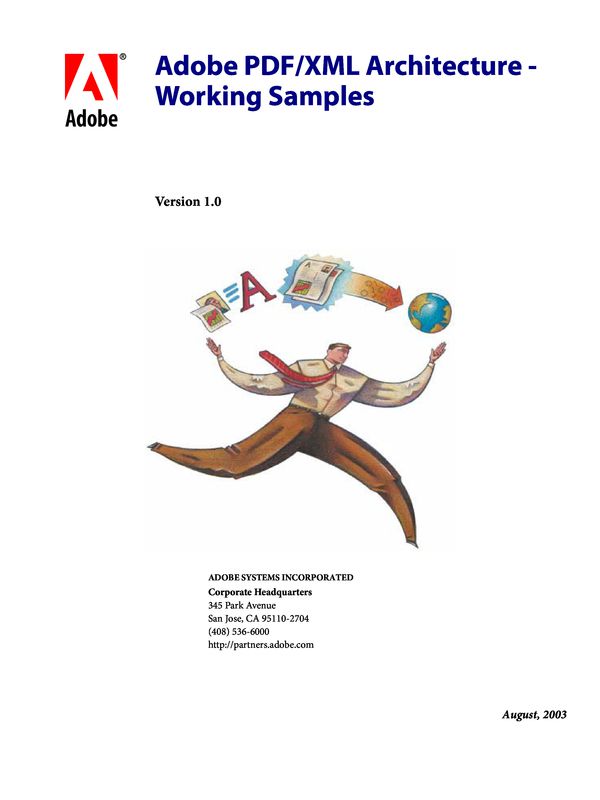 Adobe PDF/XML Architecture -
Working Samples
®
Adobe
Version 1.0
A
A
ADOBE SYSTEMS INCORPORATED
Corporate Headquarters
345 Park Avenue
San Jose, CA 95110-2704
(408) 536-6000
http://partners.adobe.com
August, 2003